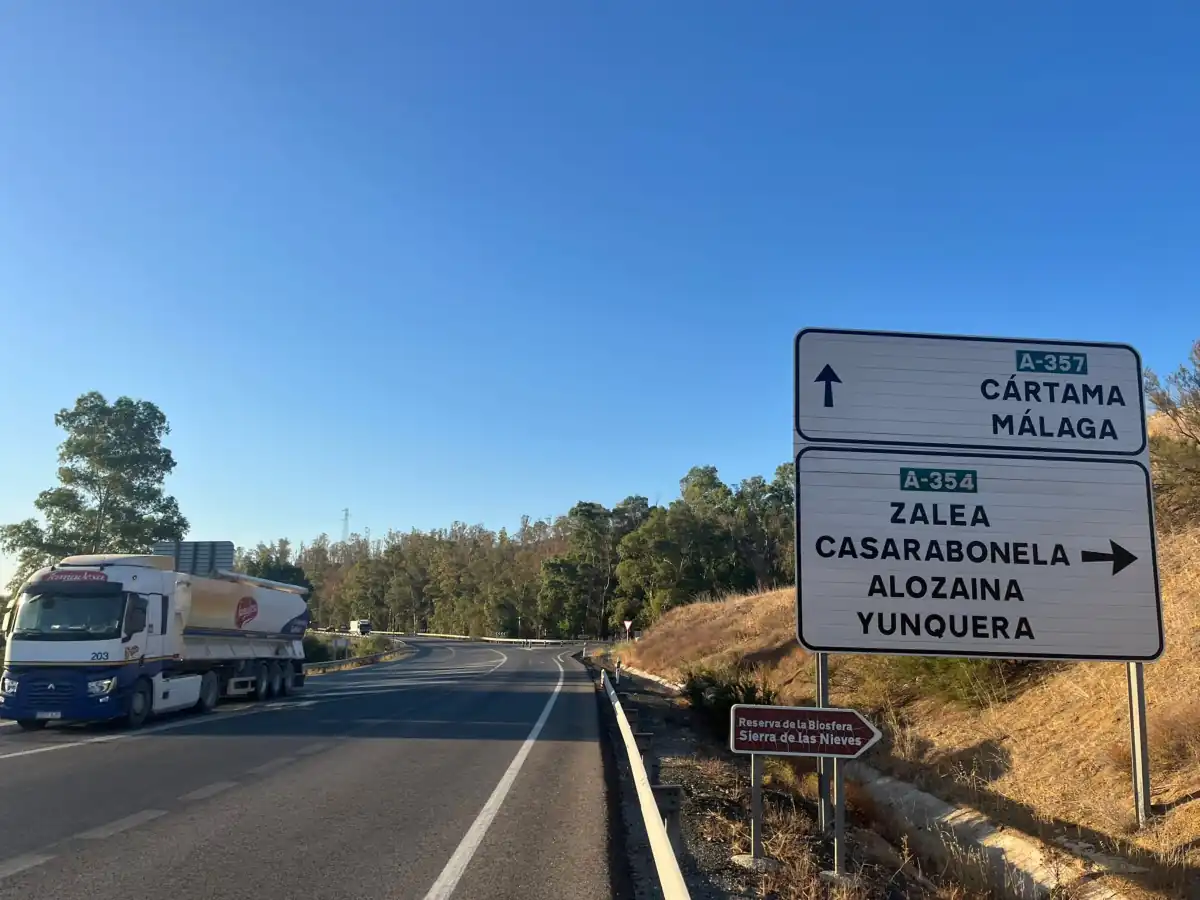 A-357
CÁRTAMA
MÁLAGA
A-354
ZALEA
CASARABONELA
ALOZAINA
YUNQUERA
Reserva de la Biosfera
Sierra de las Nieves
203